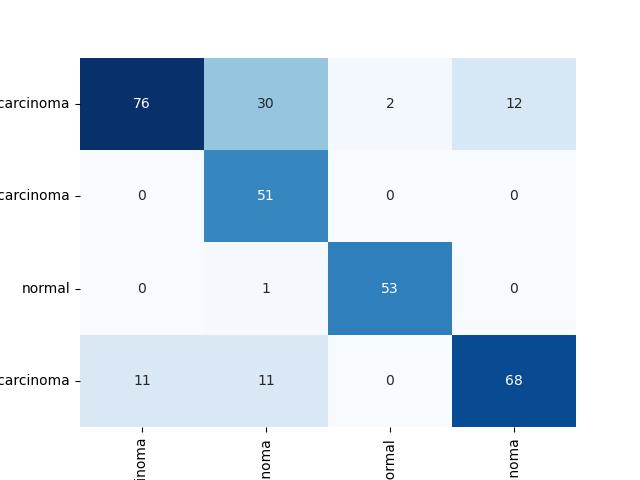 carcinoma 76 30 2 12
carcinoma 0 51 0 0
normal 0 1 53 0
carcinoma 11 11 0 68
inoma noma ormal noma